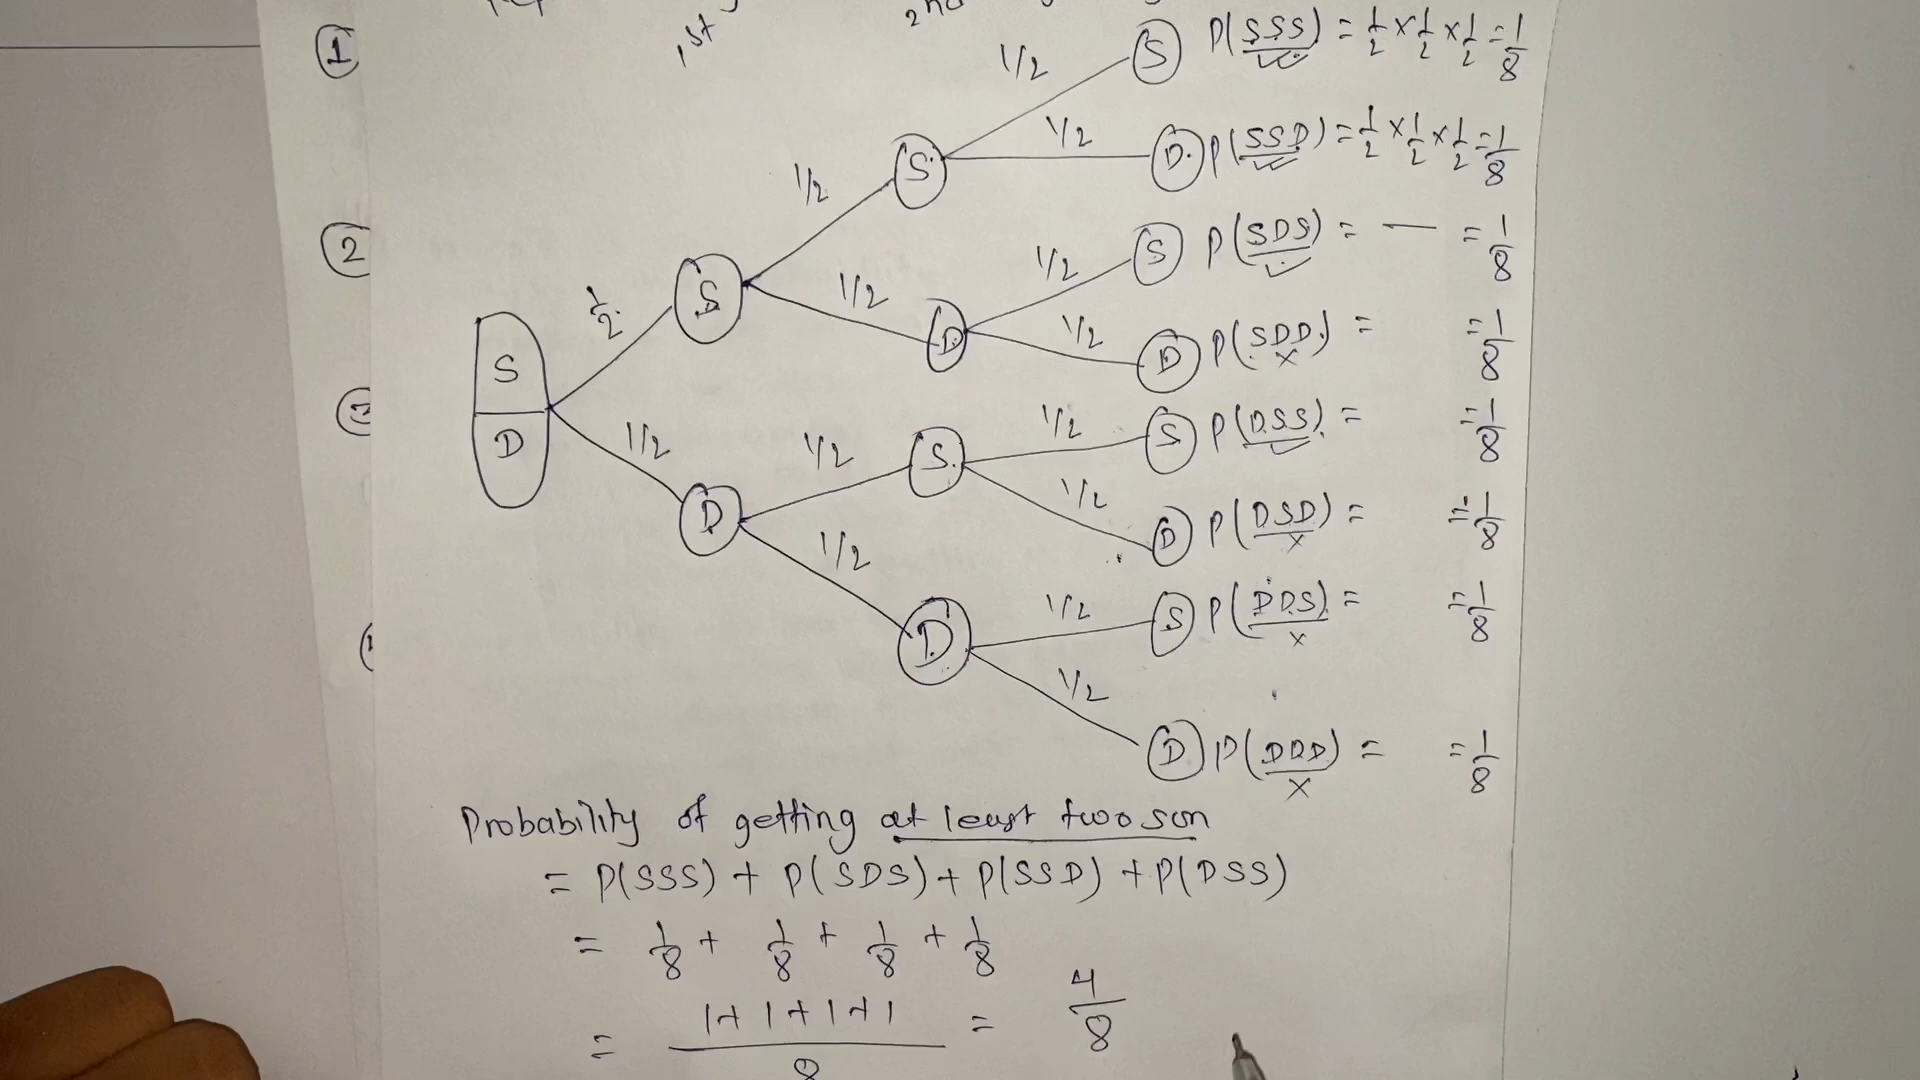 1st 2nd
1
2
S
D
1/2
1/2
S
D
1/2
1/2
1/2
1/2
S
D
S
D
1/2 S P(SSS) = 1/2 × 1/2 × 1/2 = 1/8
1/2 D P(SSD) = 1/2 × 1/2 × 1/2 = 1/8
1/2 S P(SDS) = — = 1/8
1/2 D P(SDD) = = 1/8
1/2 S P(DSS) = = 1/8
1/2 D P(DSD) = = 1/8
1/2 S P(DDS) = = 1/8
1/2 D P(DDD) = = 1/8
Probability of getting at least two son
= P(SSS) + P(SDS) + P(SSD) + P(DSS)
= 1/8 + 1/8 + 1/8 + 1/8
= 1+1+1+1/8 = 4/8